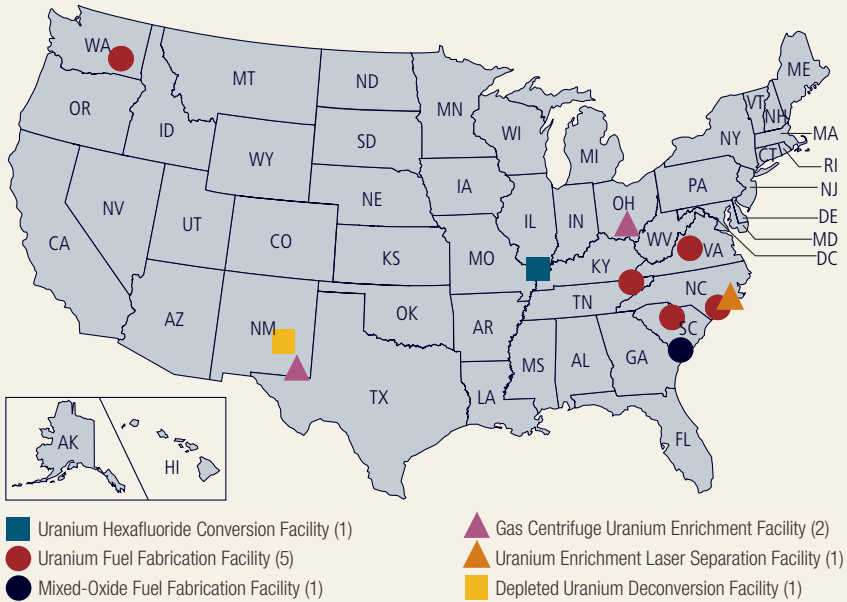 WA
MT
ND
MN
ME
VT
NH
OR
ID
SD
WI
NY
MA
MI
CT
RI
WY
IA
PA
NJ
NE
OH
NV
UT
IL
IN
DE
WV
MD
CA
CO
KS
MO
KY
VA
DC
NC
TN
AZ
NM
OK
AR
SC
MS
AL
GA
TX
LA
FL
AK
HI
Uranium Hexafluoride Conversion Facility (1)
Uranium Fuel Fabrication Facility (5)
Mixed-Oxide Fuel Fabrication Facility (1)
Gas Centrifuge Uranium Enrichment Facility (2)
Uranium Enrichment Laser Separation Facility (1)
Depleted Uranium Deconversion Facility (1)